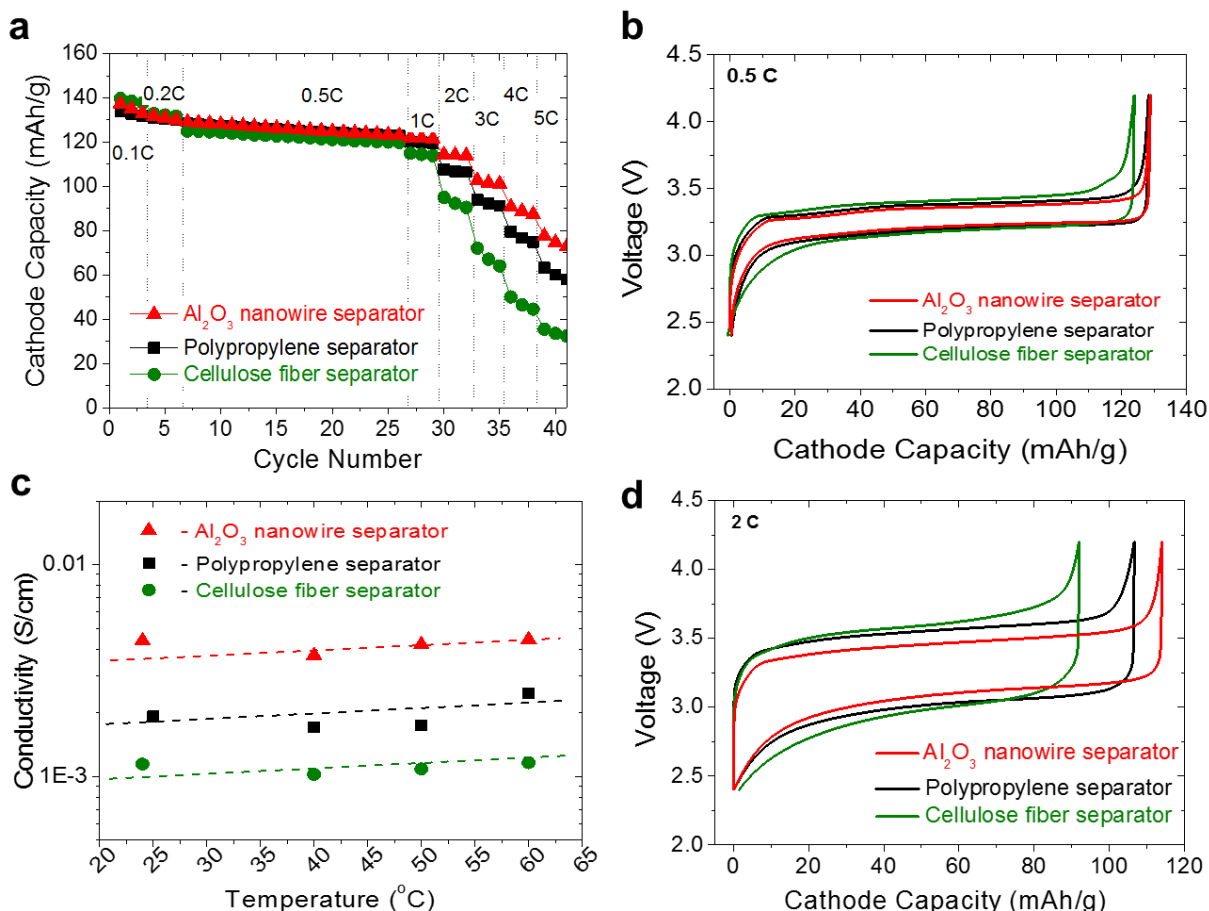 a
160
140
120
100
80
60
40
20
0
Cathode Capacity (mAh/g)
0.1C
0.2C
0.5C
1C
2C
3C
4C
5C
Al₂O₃ nanowire separator
Polypropylene separator
Cellulose fiber separator
0 5 10 15 20 25 30 35 40
Cycle Number
b
0.5 C
4.5
4.0
3.5
3.0
2.5
2.0
Voltage (V)
Al₂O₃ nanowire separator
Polypropylene separator
Cellulose fiber separator
0 20 40 60 80 100 120 140
Cathode Capacity (mAh/g)
c
0.01
1E-3
Conductivity (S/cm)
- Al₂O₃ nanowire separator
- Polypropylene separator
- Cellulose fiber separator
20 25 30 35 40 45 50 55 60 65
Temperature (°C)
d
2 C
4.5
4.0
3.5
3.0
2.5
2.0
Voltage (V)
Al₂O₃ nanowire separator
Polypropylene separator
Cellulose fiber separator
0 20 40 60 80 100 120
Cathode Capacity (mAh/g)